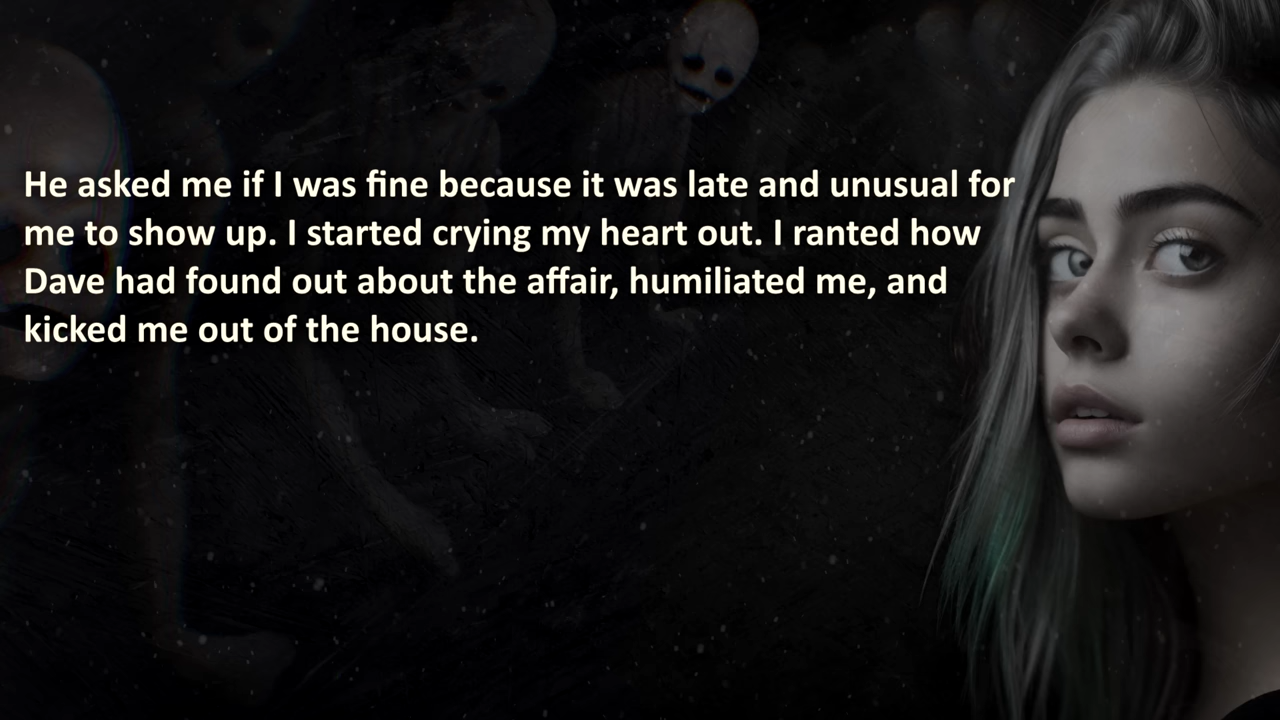 He asked me if I was fine because it was late and unusual for
me to show up. I started crying my heart out. I ranted how
Dave had found out about the affair, humiliated me, and
kicked me out of the house.